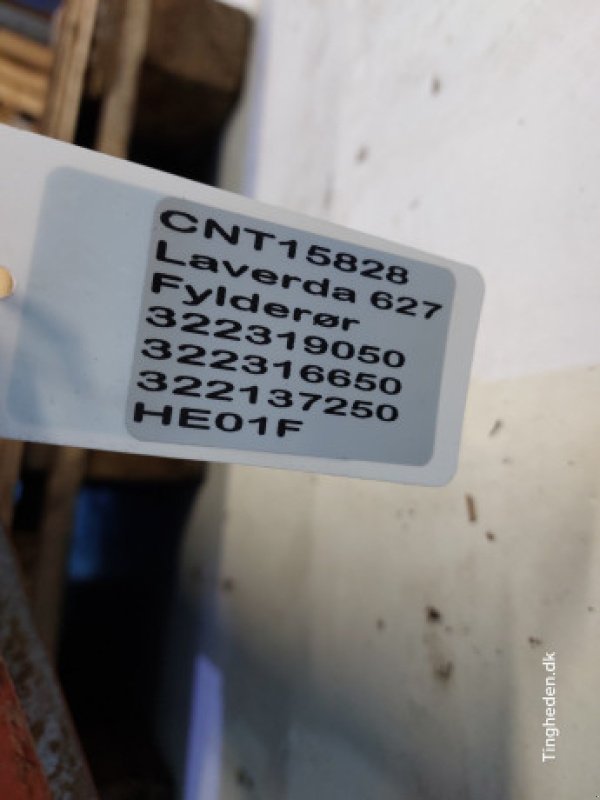 CNT15828
Laverda 627
Fylderør
322319050
322316650
322137250
HE01F
Tingheden.dk